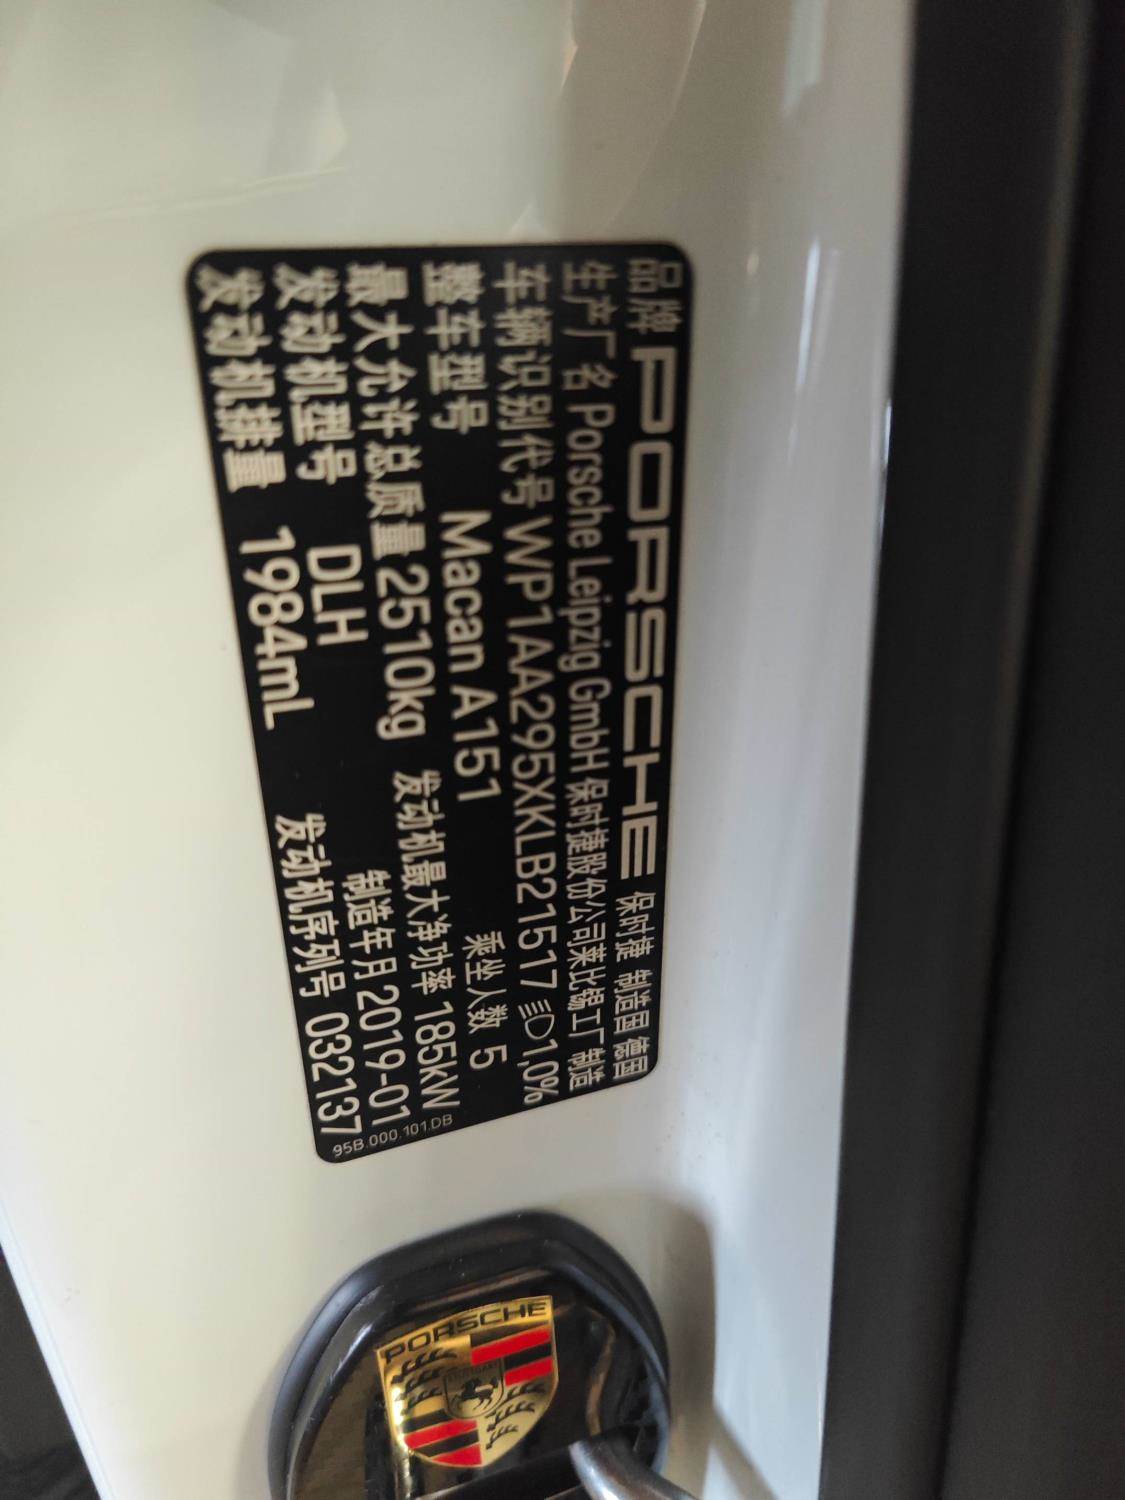 品牌 PORSCHE 保时捷 制造国 德国
生产厂名 Porsche Leipzig GmbH 保时捷股份公司莱比锡工厂 制造
车辆识别代号 WP1AA295XKLB21517 1,0%
整车型号 Macan A151 乘坐人数 5
最大允许总质量 2510kg 发动机最大净功率 185kW
发动机型号 DLH 制造年月 2019-01
发动机排量 1984mL 发动机序列号 032137
95B.000.101.DB
PORSCHE
STUTTGART